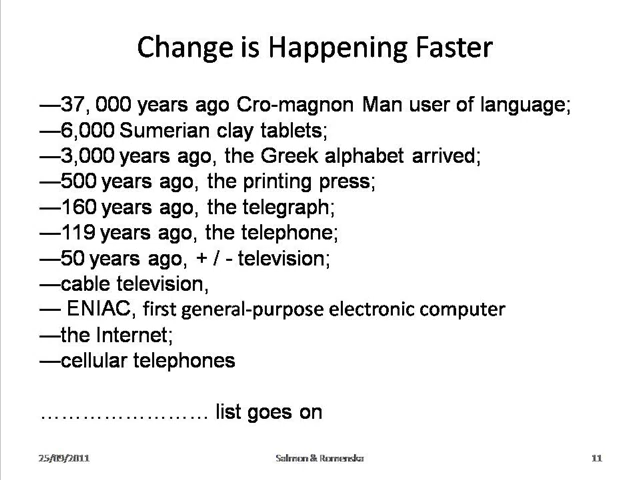 Change is Happening Faster
—37, 000 years ago Cro-magnon Man user of language;
—6,000 Sumerian clay tablets;
—3,000 years ago, the Greek alphabet arrived;
—500 years ago, the printing press;
—160 years ago, the telegraph;
—119 years ago, the telephone;
—50 years ago, + / - television;
—cable television,
— ENIAC, first general-purpose electronic computer
—the Internet;
—cellular telephones
…………………… list goes on
25/09/2011 Salmon & Romenska 11